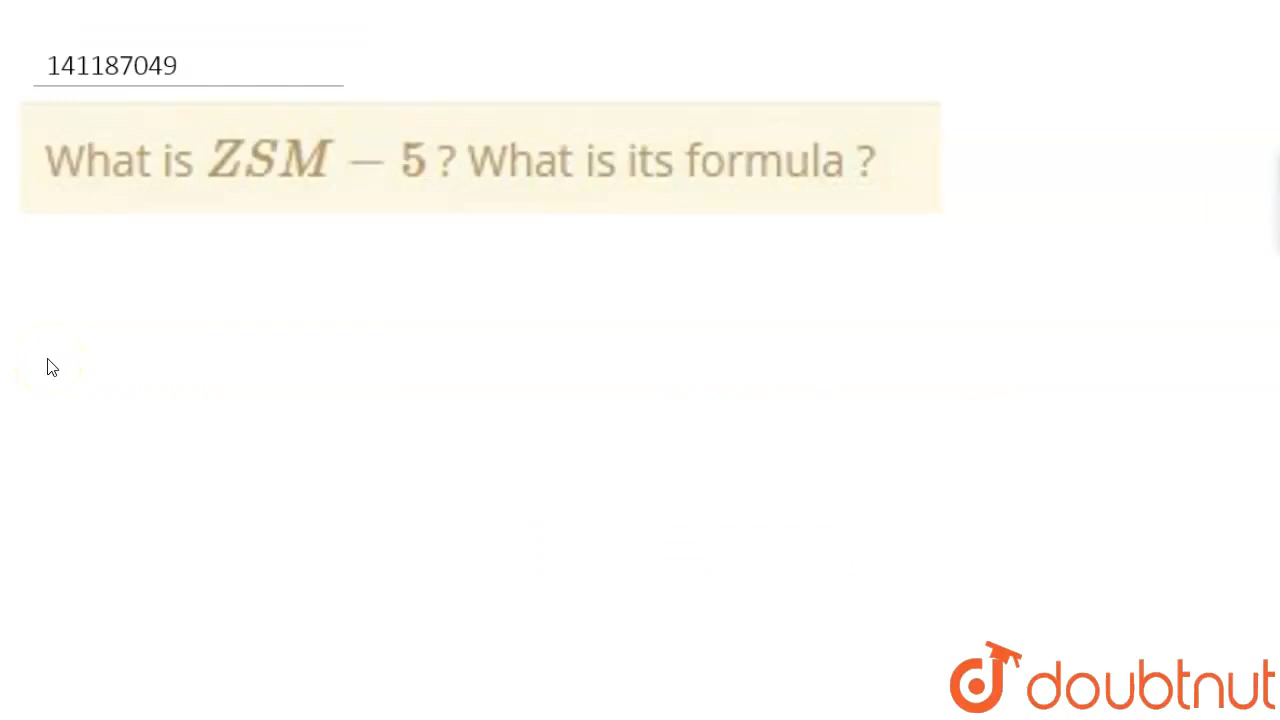 141187049
What is ZSM − 5 ? What is its formula ?
doubtnut